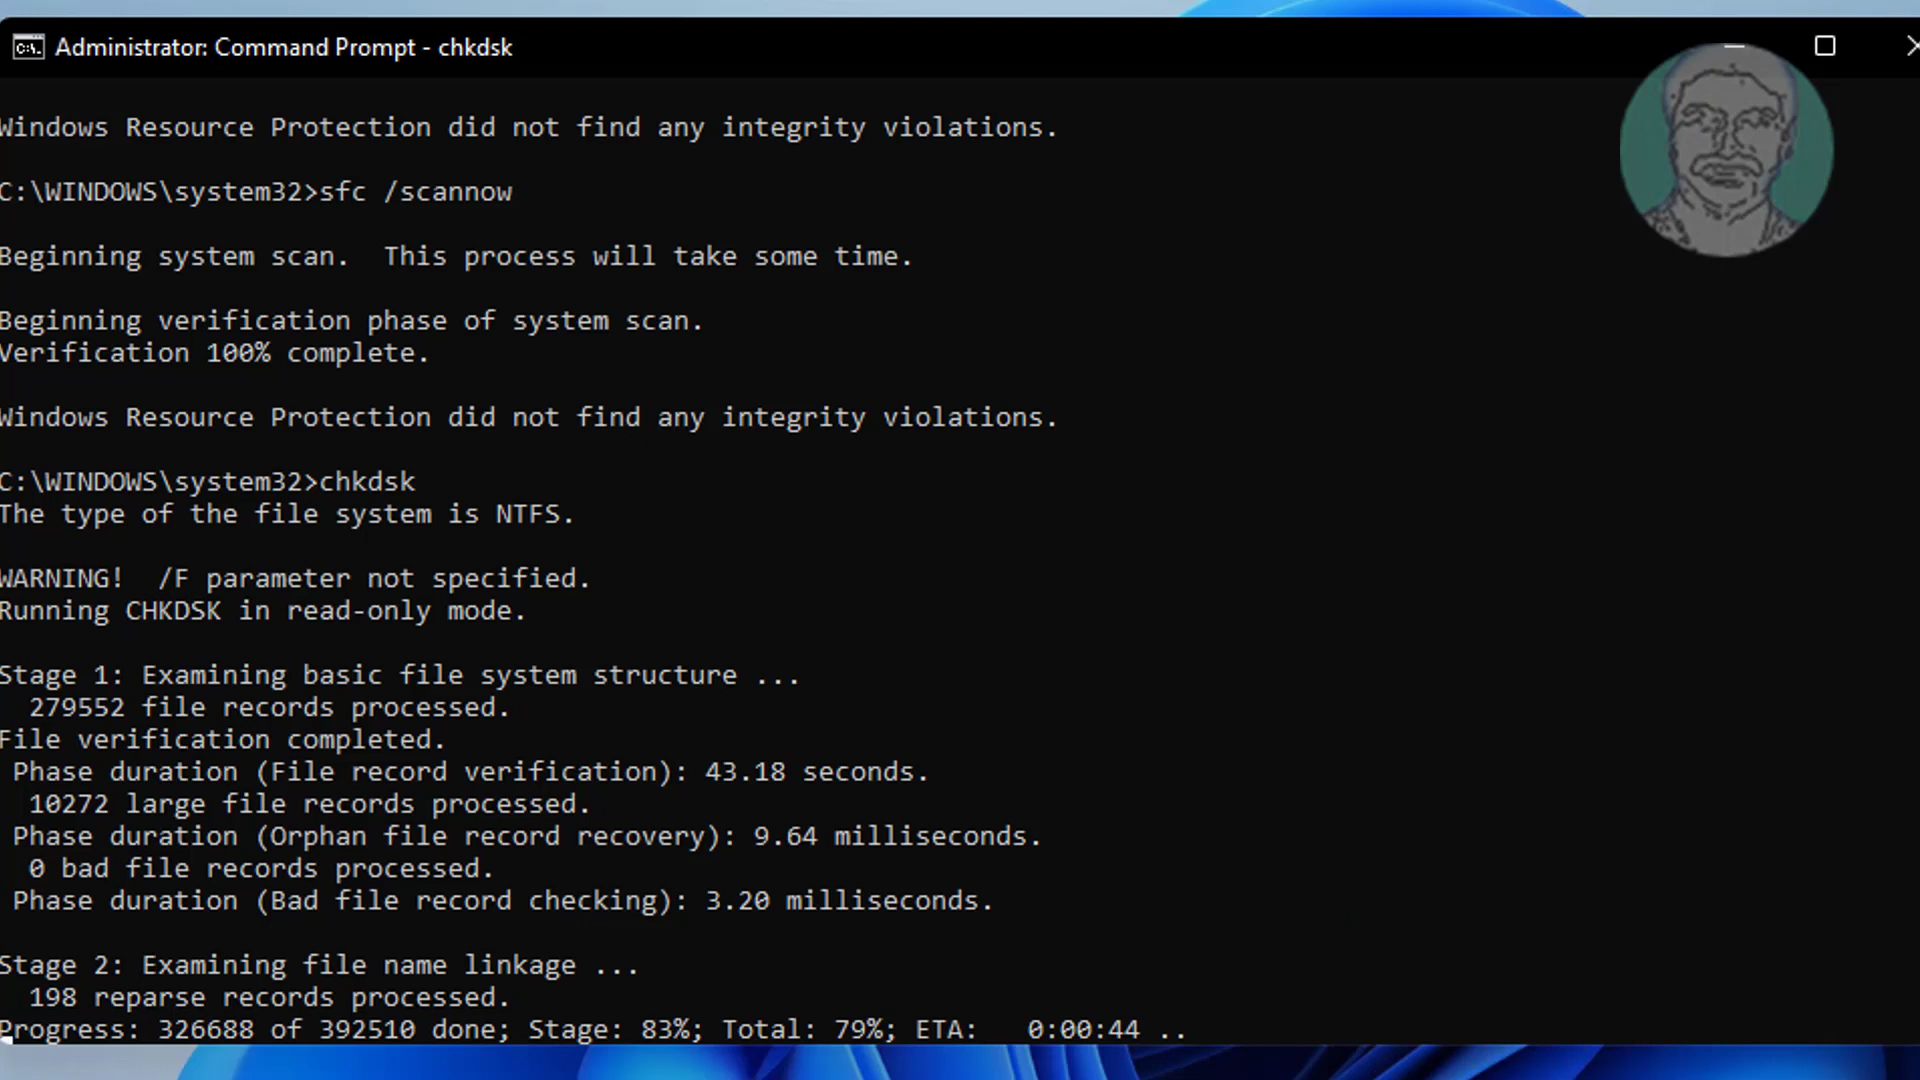 Administrator: Command Prompt - chkdsk
Windows Resource Protection did not find any integrity violations.
C:\WINDOWS\system32>sfc /scannow
Beginning system scan.  This process will take some time.
Beginning verification phase of system scan.
Verification 100% complete.
Windows Resource Protection did not find any integrity violations.
C:\WINDOWS\system32>chkdsk
The type of the file system is NTFS.
WARNING!  /F parameter not specified.
Running CHKDSK in read-only mode.
Stage 1: Examining basic file system structure ...
279552 file records processed.
File verification completed.
Phase duration (File record verification): 43.18 seconds.
10272 large file records processed.
Phase duration (Orphan file record recovery): 9.64 milliseconds.
0 bad file records processed.
Phase duration (Bad file record checking): 3.20 milliseconds.
Stage 2: Examining file name linkage ...
198 reparse records processed.
Progress: 326688 of 392510 done; Stage: 83%; Total: 79%; ETA:   0:00:44 ..